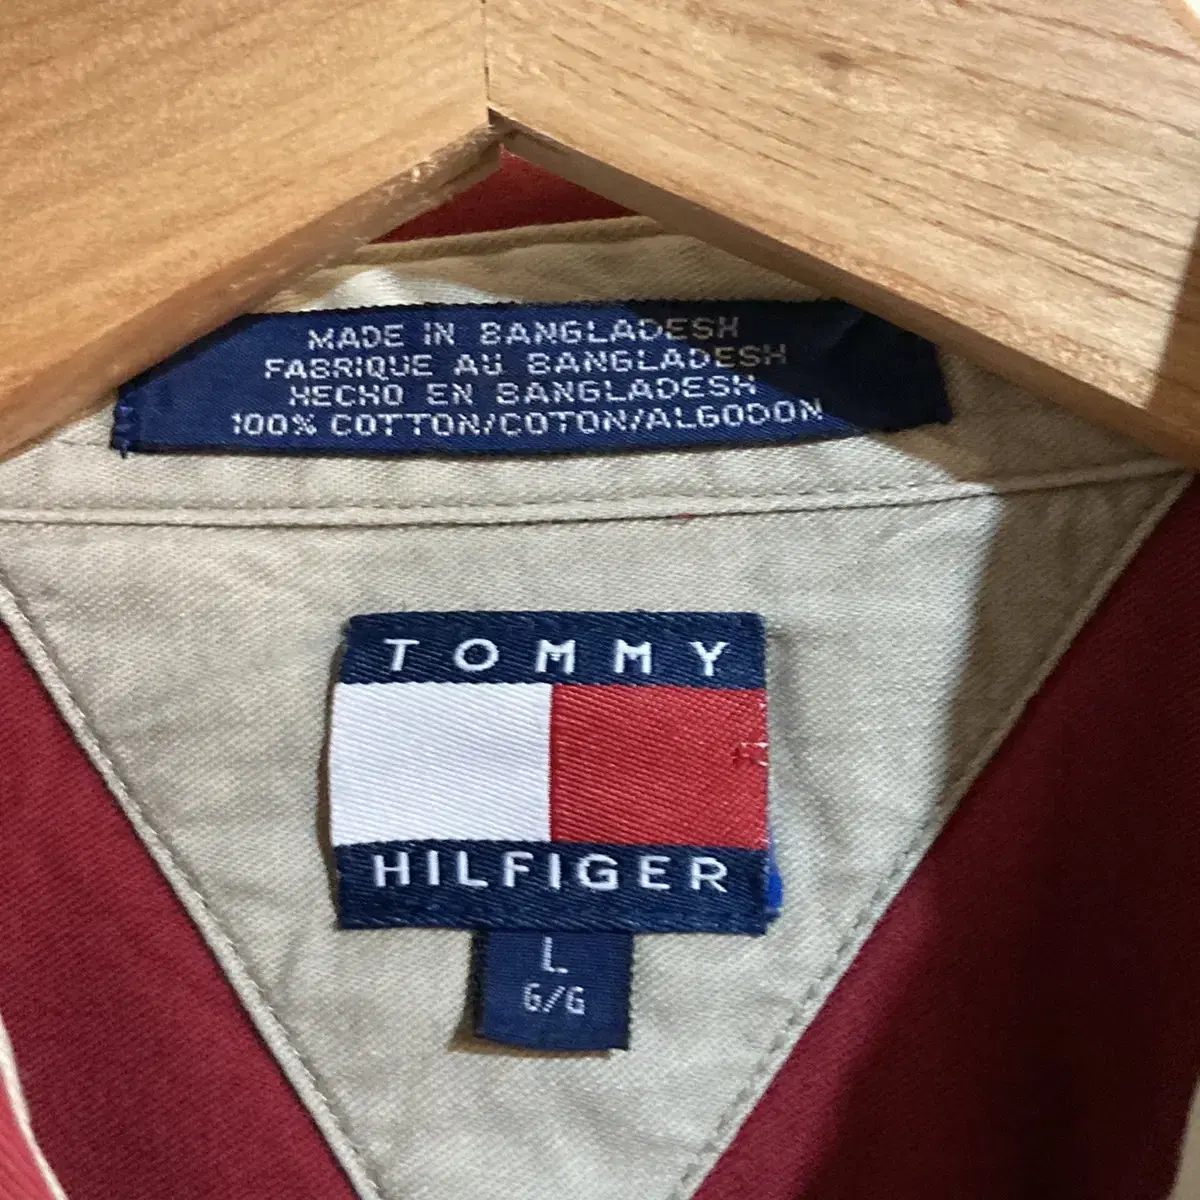 MADE IN BANGLADESH
FABRIQUE AU BANGLADESH
HECHO EN BANGLADESH
100% COTTON/COTON/ALGODON
TOMMY
HILFIGER
L
G/G